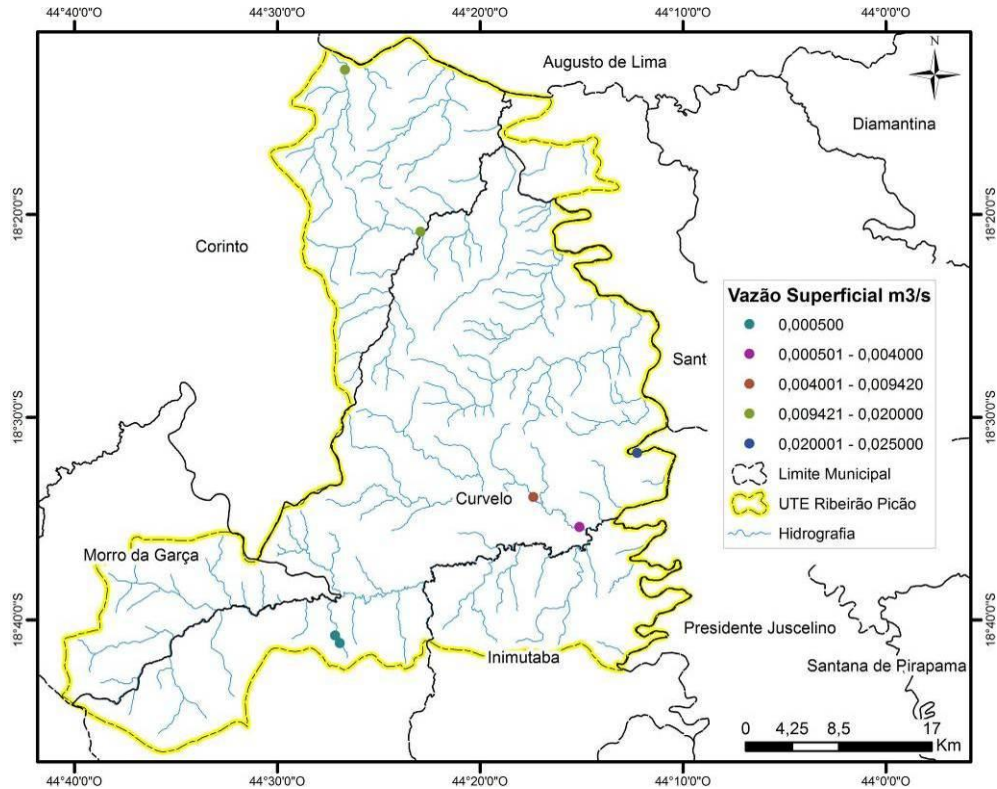 44°40'0"O 44°30'0"O 44°20'0"O 44°10'0"O 44°0'0"O
N
Augusto de Lima
Diamantina
18°20'0"S 18°20'0"S
Corinto
Vazão Superficial m3/s
0,000500
0,000501 - 0,004000
Sant
0,004001 - 0,009420
18°30'0"S 18°30'0"S
0,009421 - 0,020000
0,020001 - 0,025000
Limite Municipal
Curvelo
UTE Ribeirão Picão
Hidrografia
Morro da Garça
18°40'0"S 18°40'0"S
Presidente Juscelino
Inimutaba
Santana de Pirapama
0 4,25 8,5 17
Km
44°40'0"O 44°30'0"O 44°20'0"O 44°10'0"O 44°0'0"O